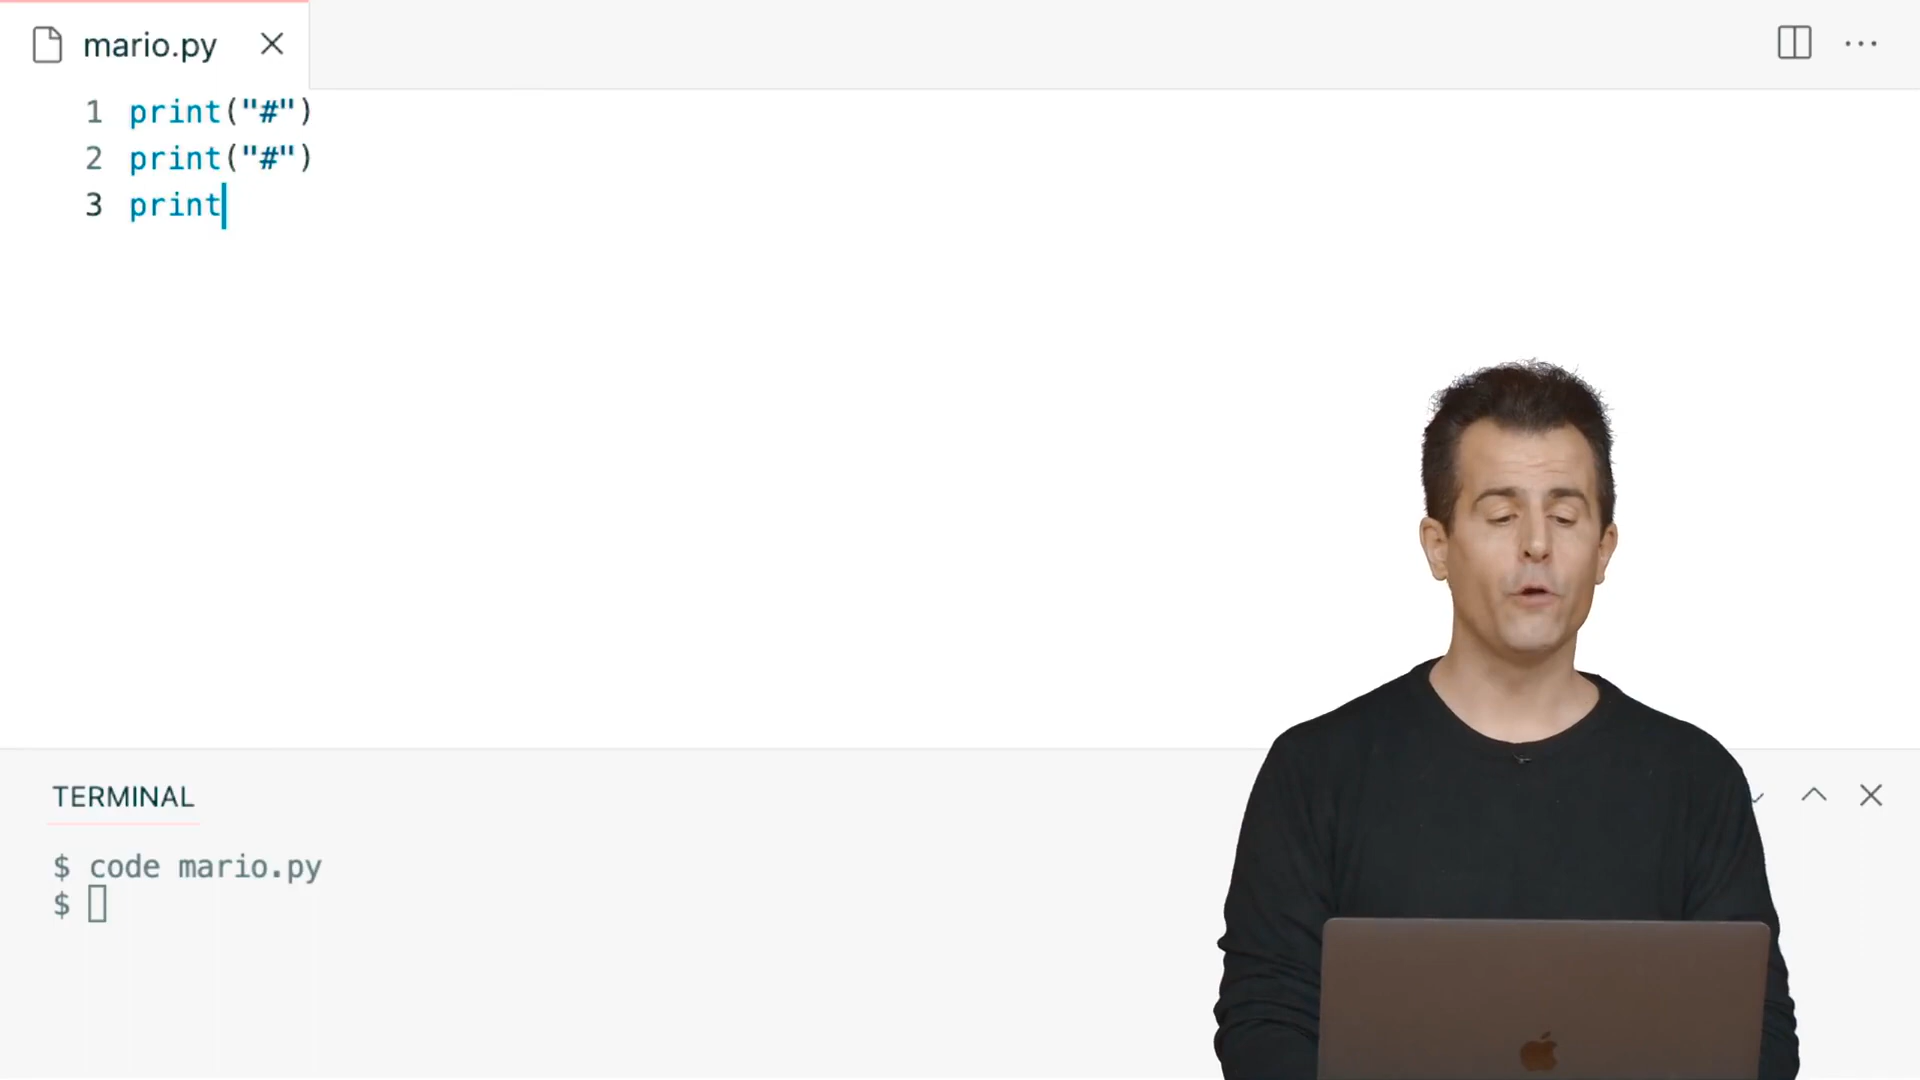 mario.py
1 print("#")
2 print("#")
3 print
TERMINAL
$ code mario.py
$